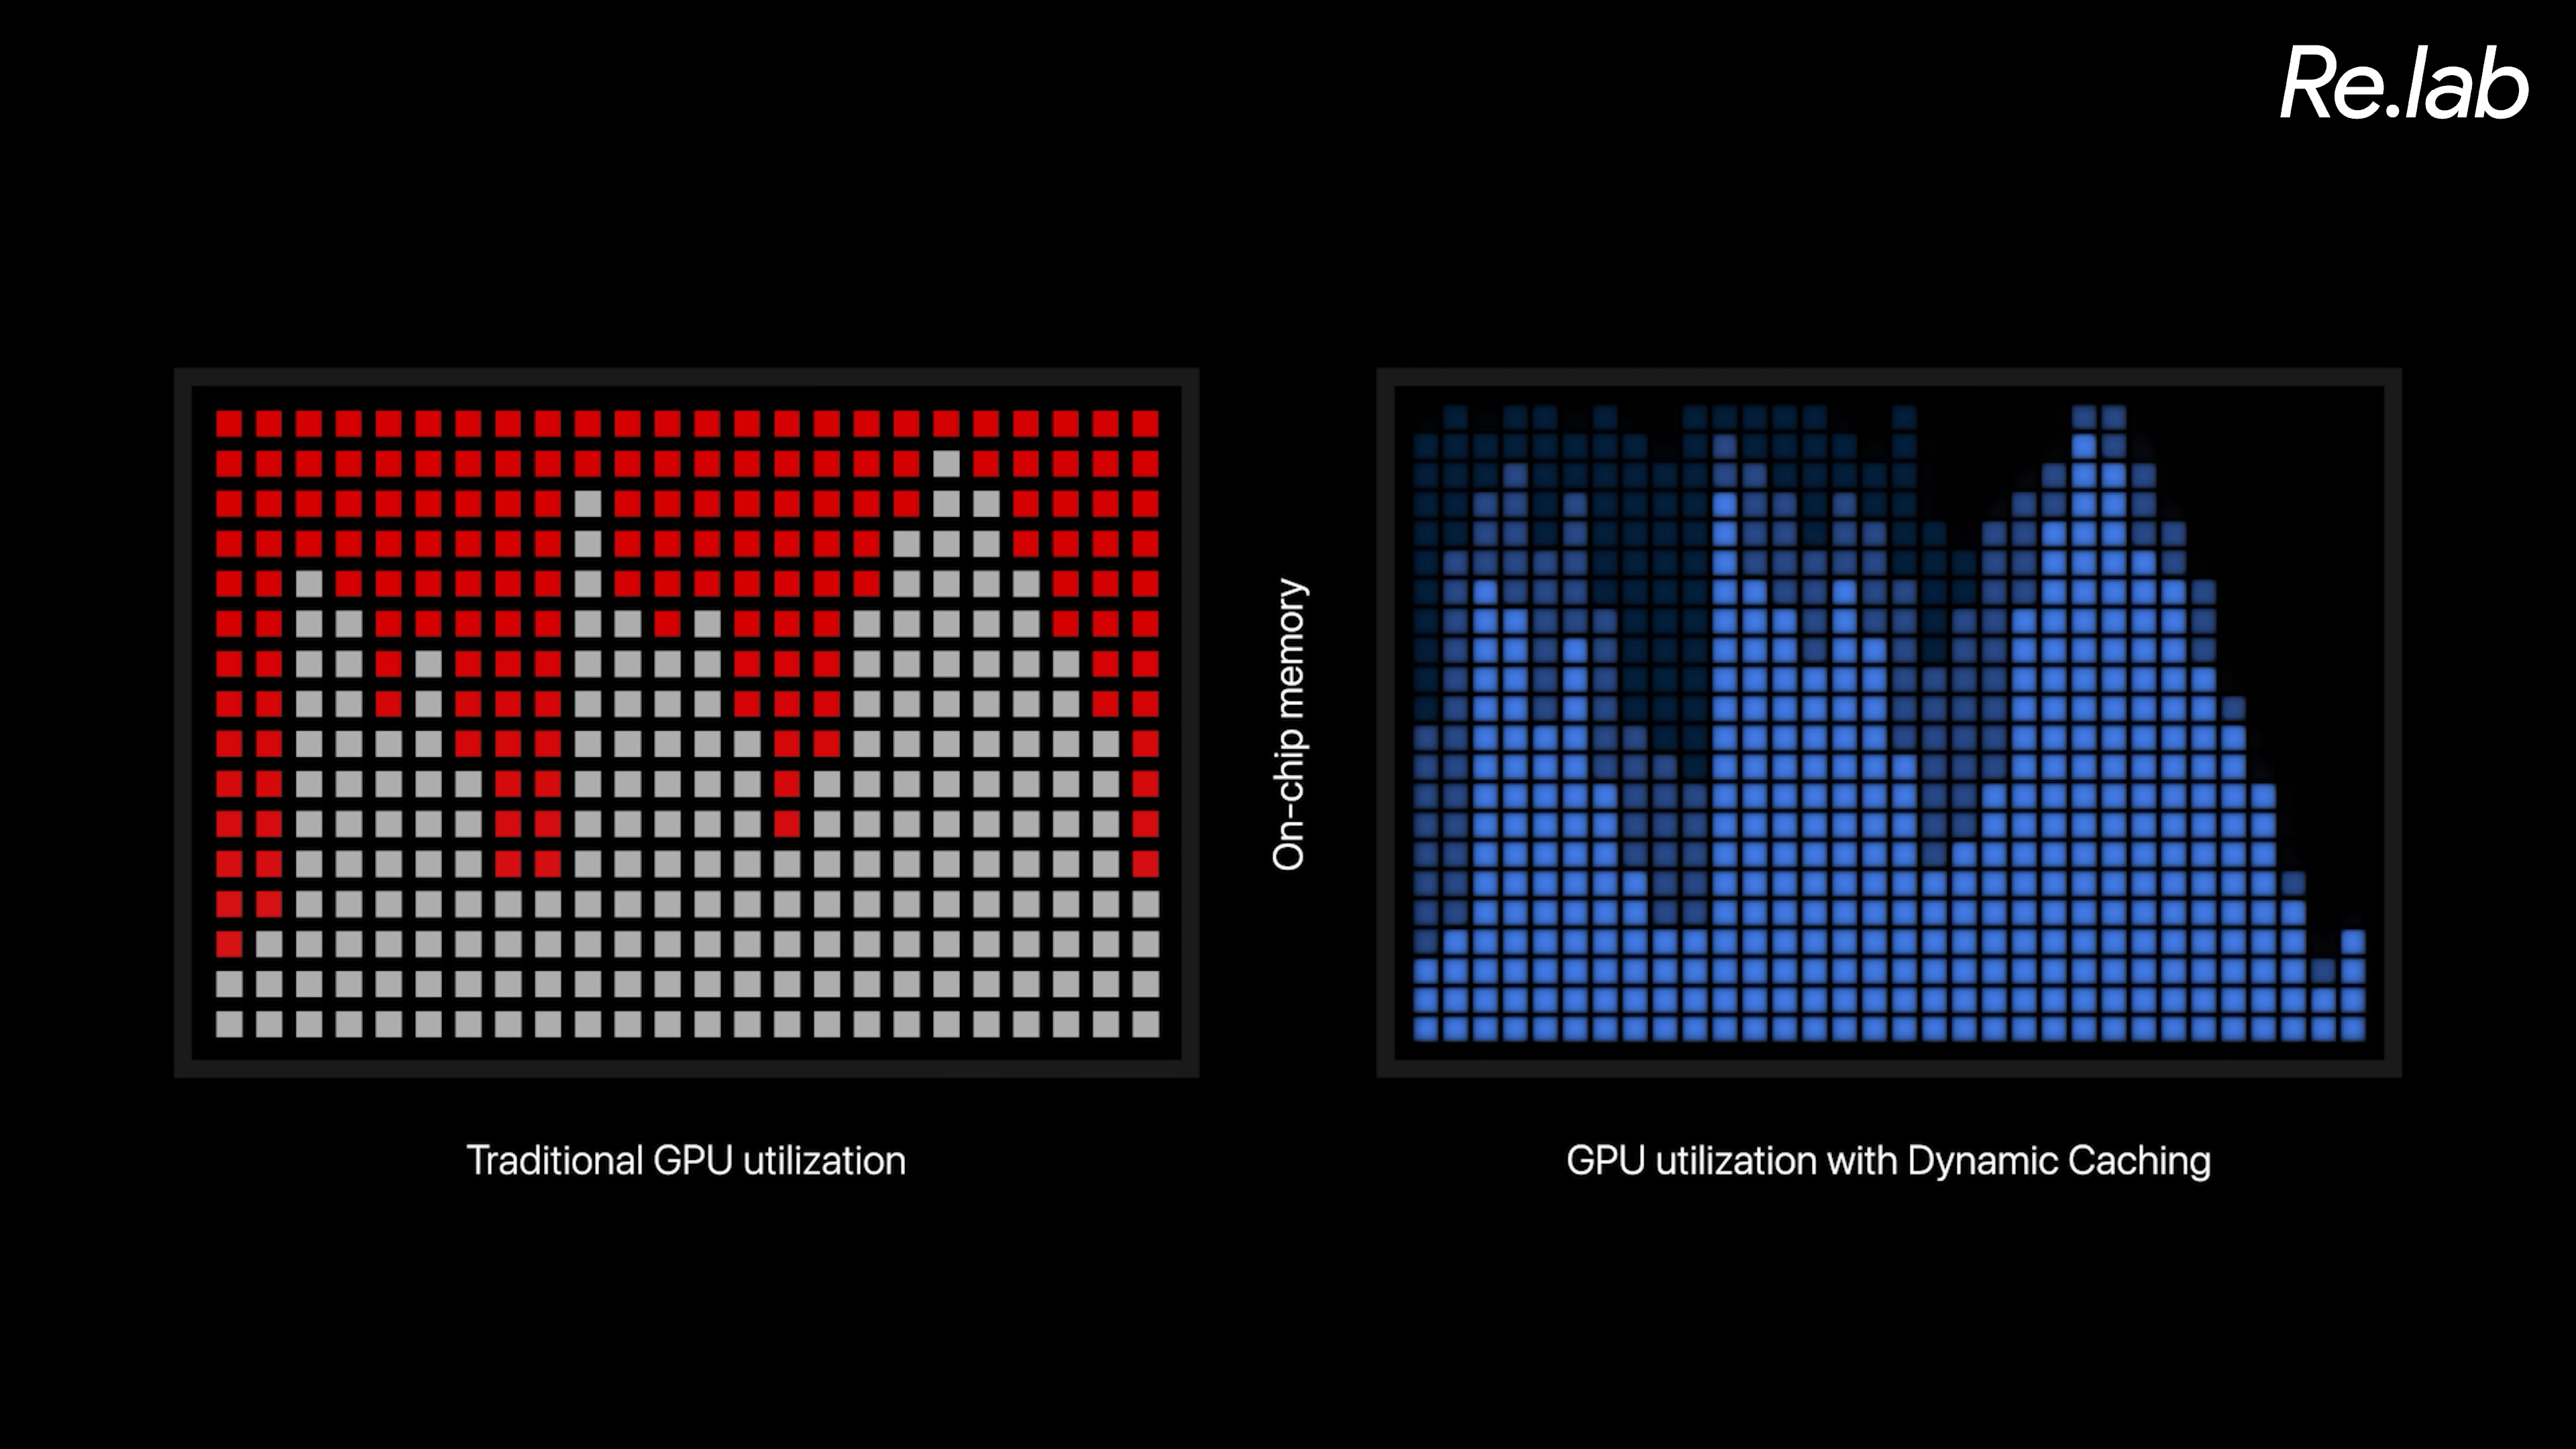 Re.lab
On-chip memory
Traditional GPU utilization
GPU utilization with Dynamic Caching